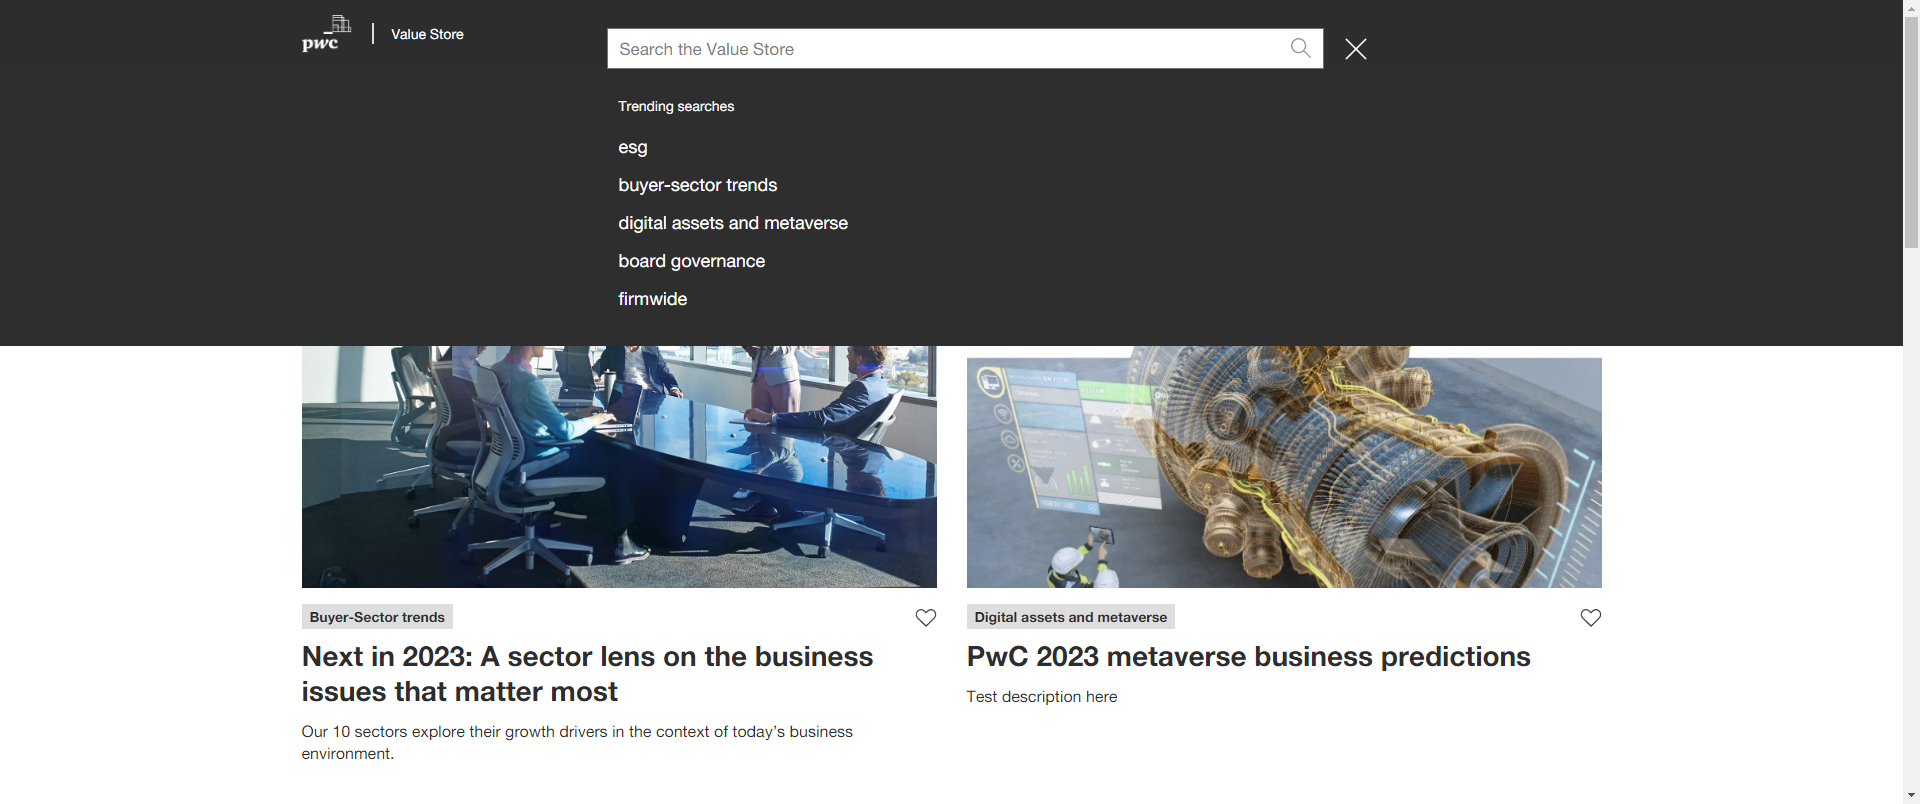 pwc
Value Store
Search the Value Store
Trending searches
esg
buyer-sector trends
digital assets and metaverse
board governance
firmwide
Buyer-Sector trends
Next in 2023: A sector lens on the business
issues that matter most
Our 10 sectors explore their growth drivers in the context of today’s business
environment.
Digital assets and metaverse
PwC 2023 metaverse business predictions
Test description here